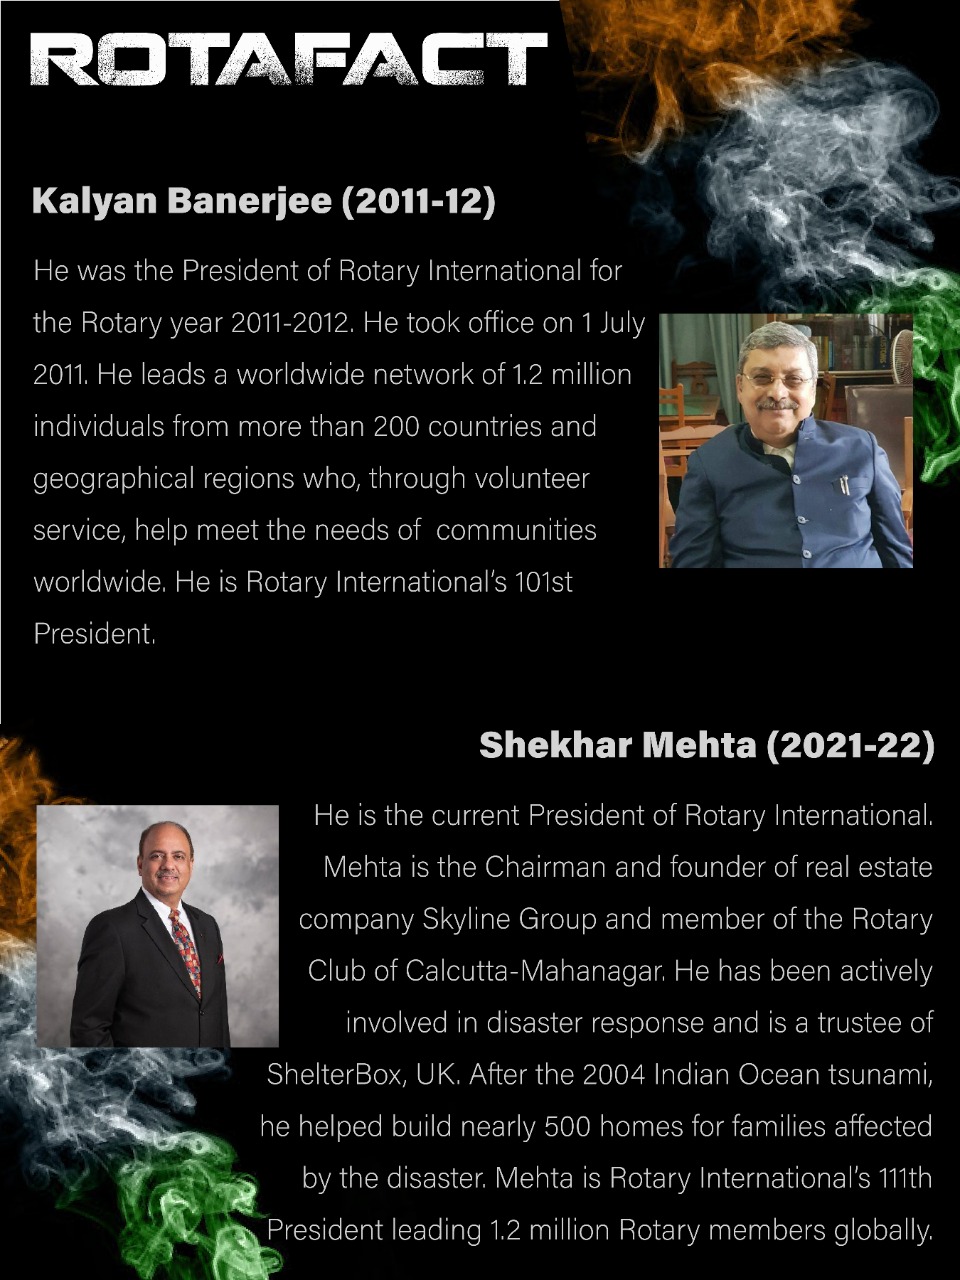 ROTAFACT
Kalyan Banerjee (2011-12)
He was the President of Rotary International for
the Rotary year 2011-2012. He took office on 1 July
2011. He leads a worldwide network of 1.2 million
individuals from more than 200 countries and
geographical regions who, through volunteer
service, help meet the needs of  communities
worldwide. He is Rotary International's 101st
President.
Shekhar Mehta (2021-22)
He is the current President of Rotary International.
Mehta is the Chairman and founder of real estate
company Skyline Group and member of the Rotary
Club of Calcutta-Mahanagar. He has been actively
involved in disaster response and is a trustee of
ShelterBox, UK. After the 2004 Indian Ocean tsunami,
he helped build nearly 500 homes for families affected
by the disaster. Mehta is Rotary International's 111th
President leading 1.2 million Rotary members globally.